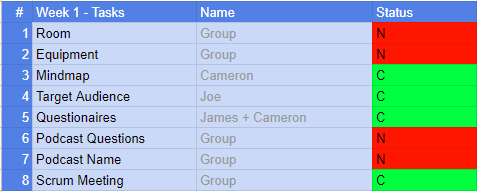 # Week 1 - Tasks Name Status
1 Room Group N
2 Equipment Group N
3 Mindmap Cameron C
4 Target Audience Joe C
5 Questionaires James + Cameron C
6 Podcast Questions Group N
7 Podcast Name Group N
8 Scrum Meeting Group C